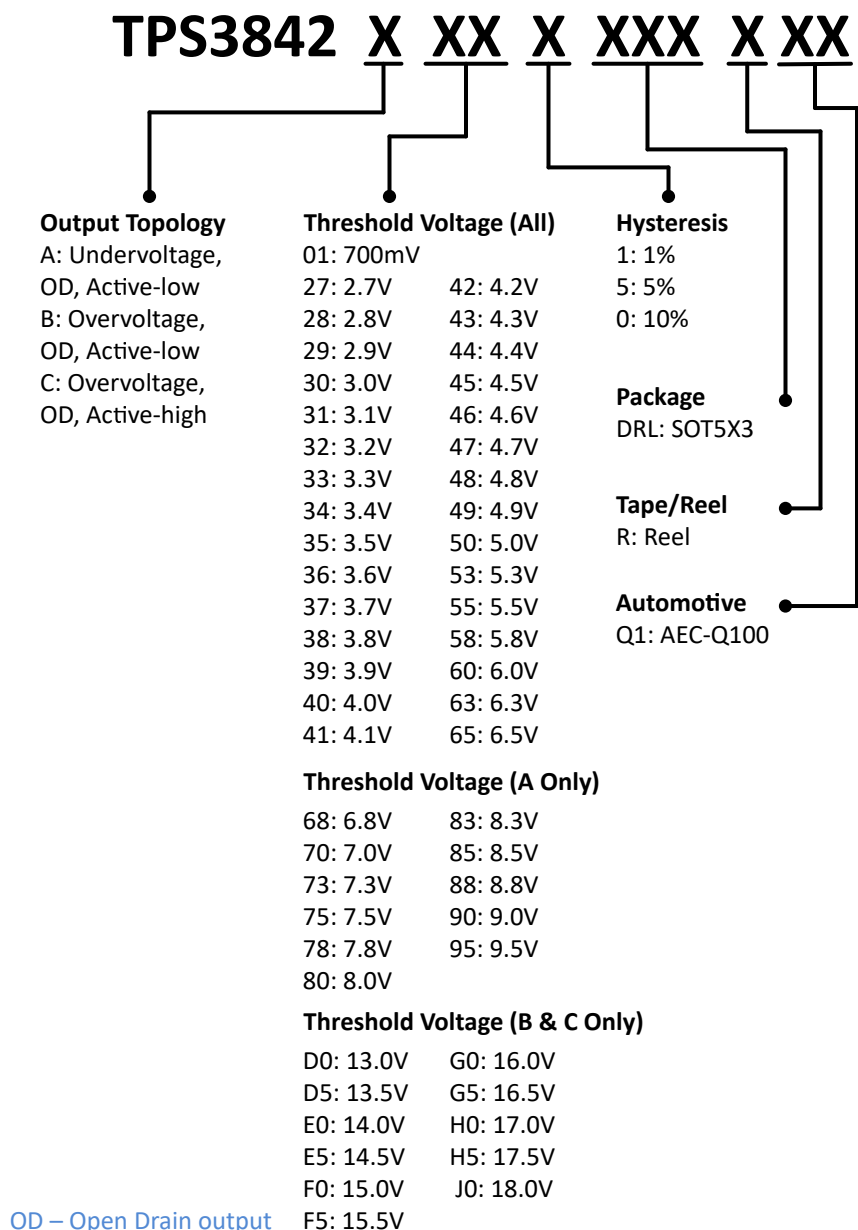 TPS3842 X XX X XXX X XX
Output Topology
A: Undervoltage,
OD, Active-low
B: Overvoltage,
OD, Active-low
C: Overvoltage,
OD, Active-high
Threshold Voltage (All)
01: 700mV
27: 2.7V
28: 2.8V
29: 2.9V
30: 3.0V
31: 3.1V
32: 3.2V
33: 3.3V
34: 3.4V
35: 3.5V
36: 3.6V
37: 3.7V
38: 3.8V
39: 3.9V
40: 4.0V
41: 4.1V
42: 4.2V
43: 4.3V
44: 4.4V
45: 4.5V
46: 4.6V
47: 4.7V
48: 4.8V
49: 4.9V
50: 5.0V
53: 5.3V
55: 5.5V
58: 5.8V
60: 6.0V
63: 6.3V
65: 6.5V
Threshold Voltage (A Only)
68: 6.8V
70: 7.0V
73: 7.3V
75: 7.5V
78: 7.8V
80: 8.0V
83: 8.3V
85: 8.5V
88: 8.8V
90: 9.0V
95: 9.5V
Threshold Voltage (B & C Only)
D0: 13.0V
D5: 13.5V
E0: 14.0V
E5: 14.5V
F0: 15.0V
F5: 15.5V
G0: 16.0V
G5: 16.5V
H0: 17.0V
H5: 17.5V
J0: 18.0V
Hysteresis
1: 1%
5: 5%
0: 10%
Package
DRL: SOT5X3
Tape/Reel
R: Reel
Automotive
Q1: AEC-Q100
OD – Open Drain output